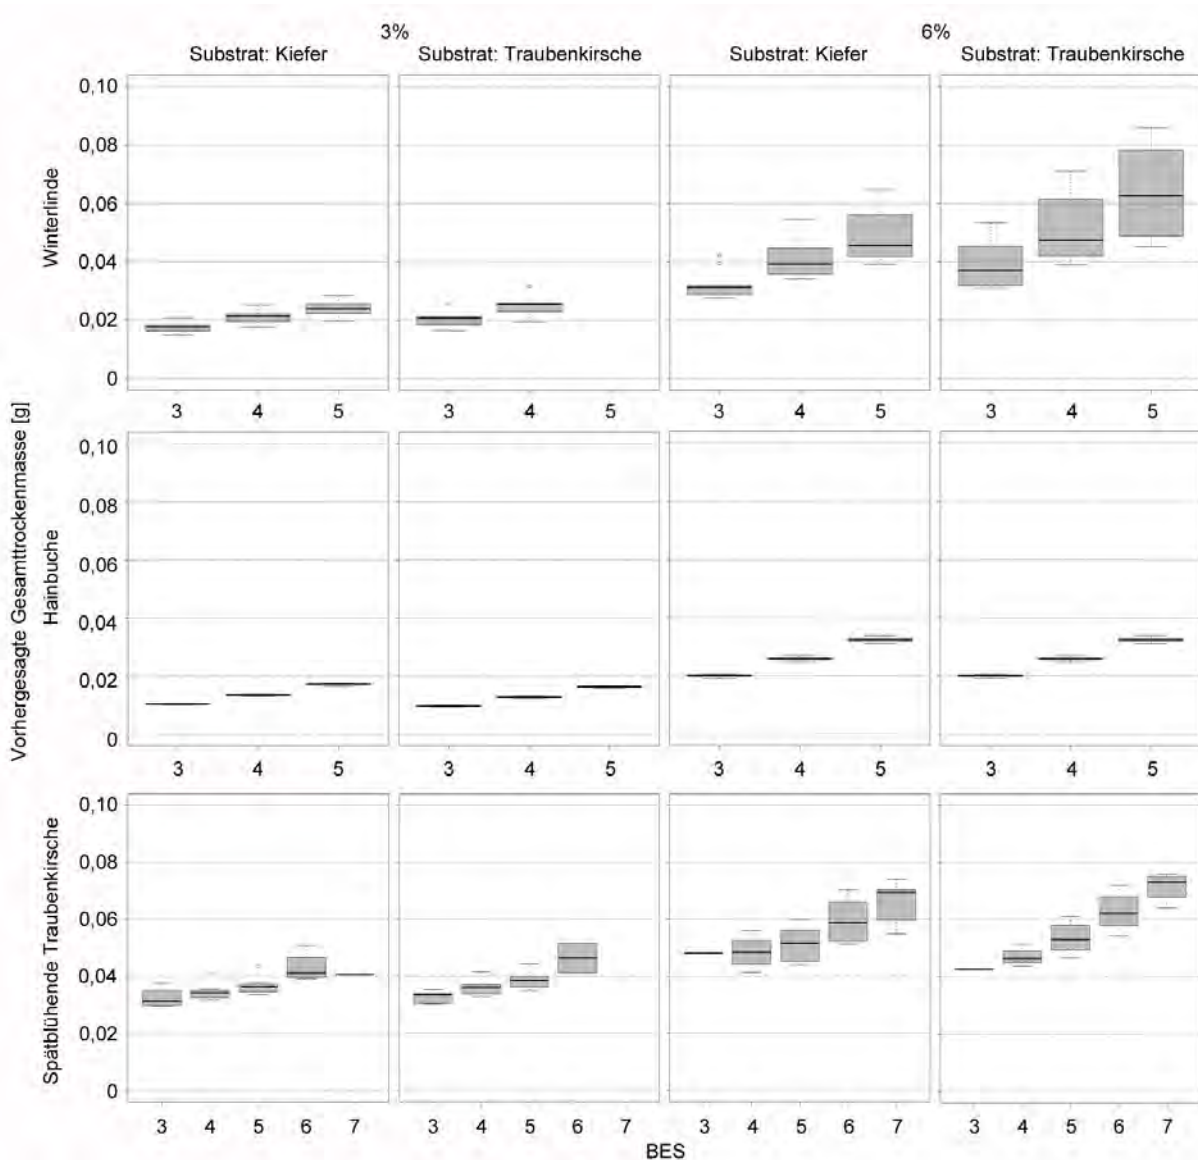 3% 6%
Substrat: Kiefer Substrat: Traubenkirsche Substrat: Kiefer Substrat: Traubenkirsche
Vorhergesagte Gesamttrockenmasse [g]
Winterlinde
0,10
0,08
0,06
0,04
0,02
0
3 4 5 3 4 5 3 4 5 3 4 5
Hainbuche
0,10
0,08
0,06
0,04
0,02
0
3 4 5 3 4 5 3 4 5 3 4 5
Spätblühende Traubenkirsche
0,10
0,08
0,06
0,04
0,02
0
3 4 5 6 7 3 4 5 6 7 3 4 5 6 7 3 4 5 6 7
BES